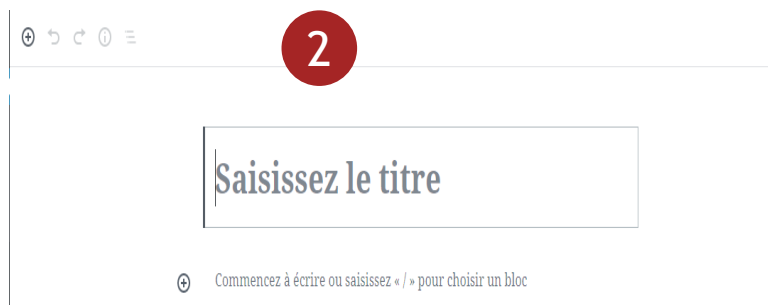 2
Saisissez le titre
Commencez à écrire ou saisissez « / » pour choisir un bloc